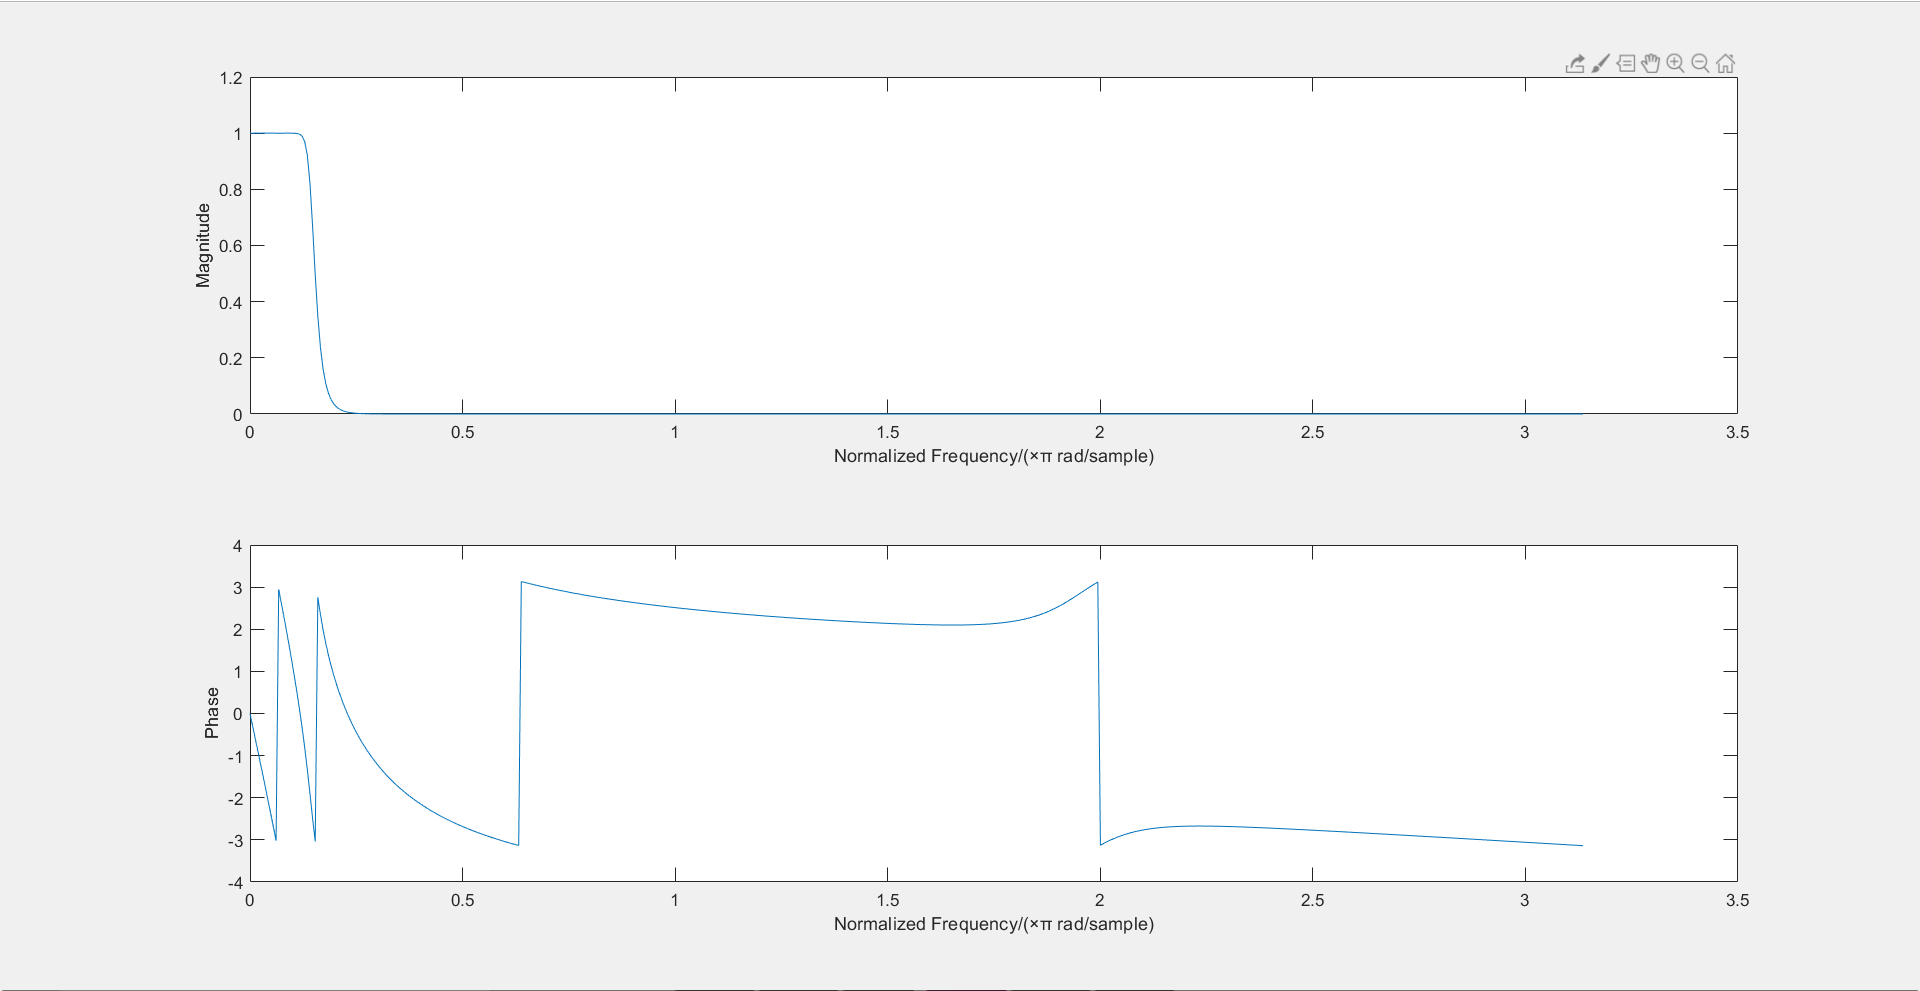 1.2
1
0.8
0.6
0.4
0.2
0
Magnitude
0 0.5 1 1.5 2 2.5 3 3.5
Normalized Frequency/(×π rad/sample)
4
3
2
1
0
-1
-2
-3
-4
Phase
0 0.5 1 1.5 2 2.5 3 3.5
Normalized Frequency/(×π rad/sample)